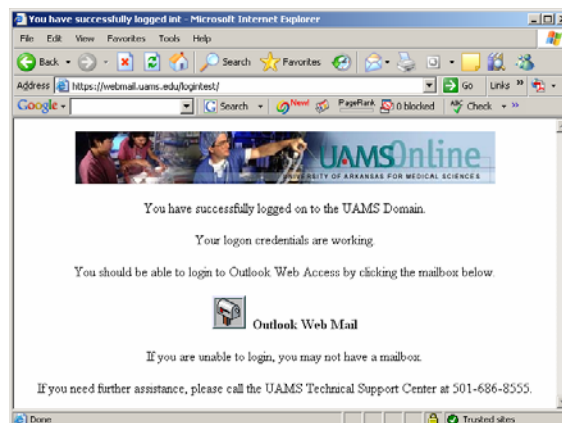 You have successfully logged int - Microsoft Internet Explorer
File Edit View Favorites Tools Help
Back Search Favorites
Address https://webmail.uams.edu/logintest/ Go Links »
Google Search New! PageRank 0 blocked Check »
UAMSOnline
UNIVERSITY OF ARKANSAS FOR MEDICAL SCIENCES
You have successfully logged on to the UAMS Domain.
Your logon credentials are working.
You should be able to login to Outlook Web Access by clicking the mailbox below.
Outlook Web Mail
If you are unable to login, you may not have a mailbox.
If you need further assistance, please call the UAMS Technical Support Center at 501-686-8555.
Done Trusted sites